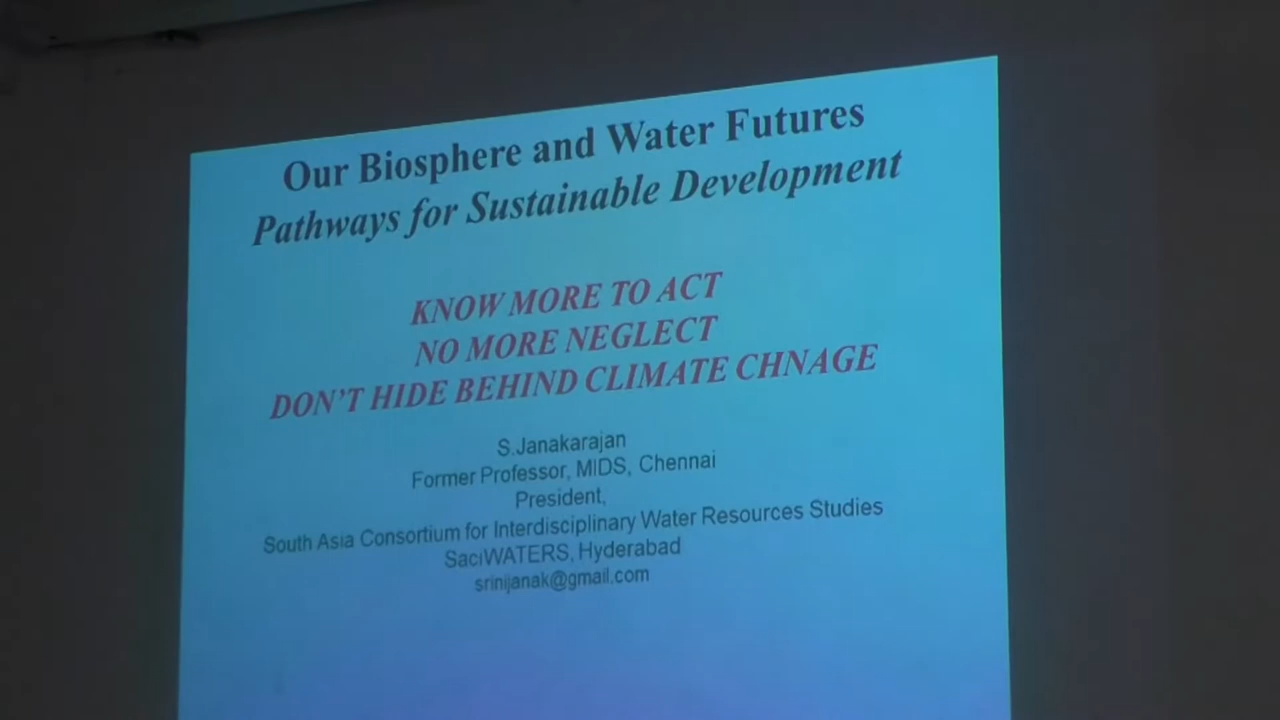 Our Biosphere and Water Futures
Pathways for Sustainable Development
KNOW MORE TO ACT
NO MORE NEGLECT
DON'T HIDE BEHIND CLIMATE CHNAGE
S.Janakarajan
Former Professor, MIDS, Chennai
President,
South Asia Consortium for Interdisciplinary Water Resources Studies
SaciWATERS, Hyderabad
srinijanak@gmail.com